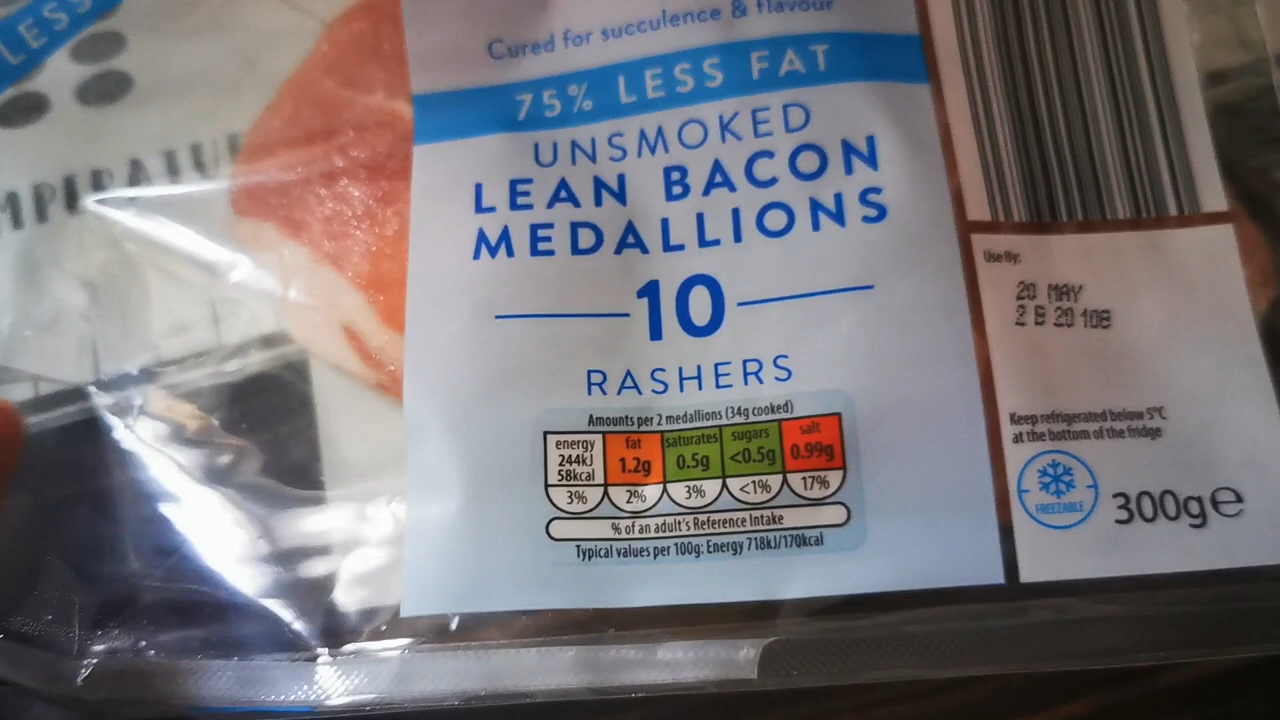 LESS
Cured for succulence & flavour
75% LESS FAT
UNSMOKED
LEAN BACON
MEDALLIONS
10
RASHERS
Amounts per 2 medallions (34g cooked)
energy 244kJ 58kcal 3%
fat 1.2g 2%
saturates 0.5g 3%
sugars <0.5g <1%
salt 0.99g 17%
% of an adult's Reference Intake
Typical values per 100g: Energy 718kJ/170kcal
Use By:
20 MAY
Keep refrigerated below 5°C
at the bottom of the fridge
FREEZABLE
300g℮